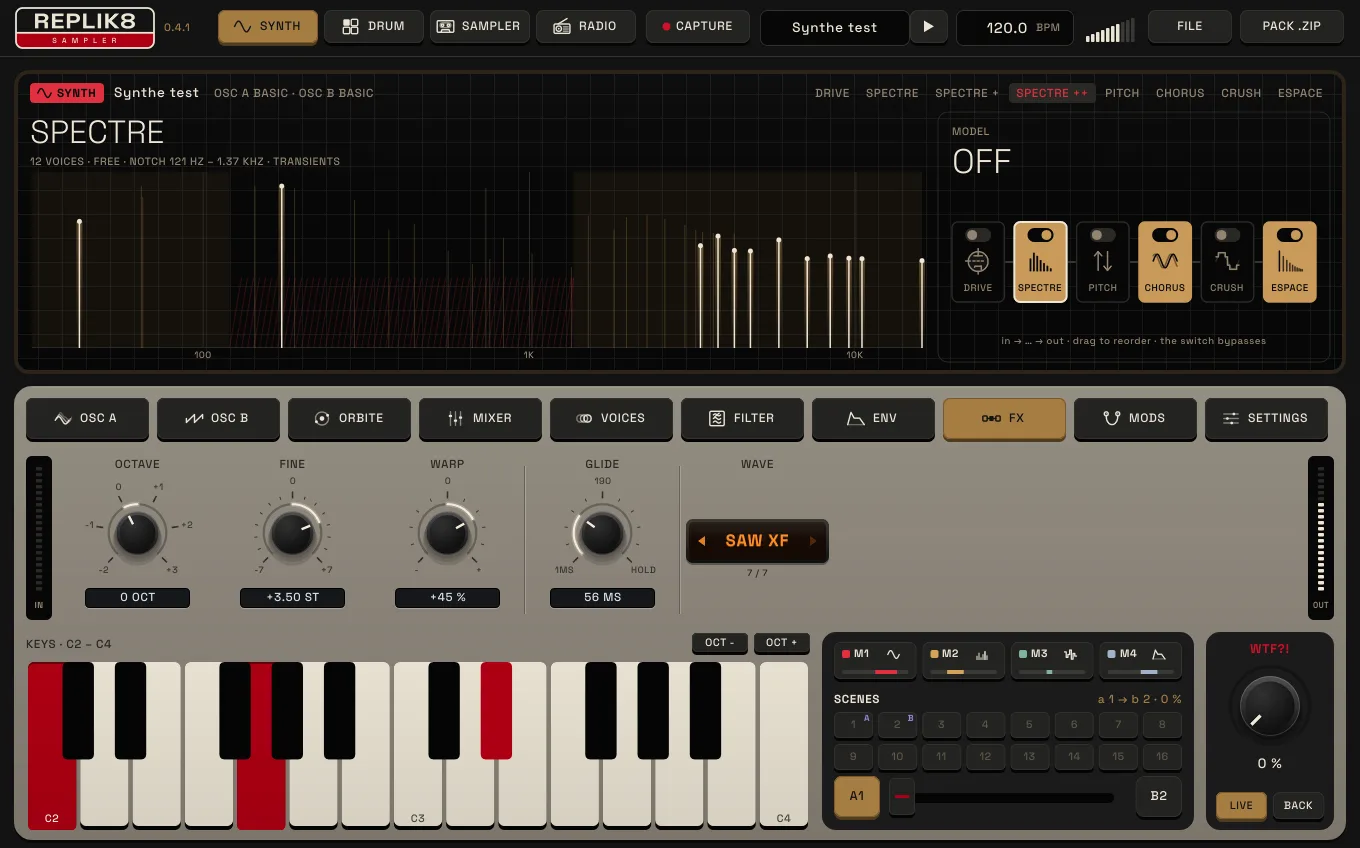 REPLIK8
SAMPLER
0.4.1
SYNTH
DRUM
SAMPLER
RADIO
CAPTURE
Synthe test
120.0 BPM
FILE
PACK .ZIP
SYNTH Synthe test OSC A BASIC · OSC B BASIC
DRIVE SPECTRE SPECTRE + SPECTRE ++ PITCH CHORUS CRUSH ESPACE
SPECTRE
12 VOICES · FREE · NOTCH 121 HZ – 1.37 KHZ · TRANSIENTS
100 1K 10K
MODEL
OFF
DRIVE SPECTRE PITCH CHORUS CRUSH ESPACE
in → … → out · drag to reorder · the switch bypasses
OSC A OSC B ORBITE MIXER VOICES FILTER ENV FX MODS SETTINGS
IN
OCTAVE
0 +1
-1 +2
-2 +3
0 OCT
FINE
0
-7 +7
+3.50 ST
WARP
0
- +
+45 %
GLIDE
190
1MS HOLD
56 MS
WAVE
SAW XF
7 / 7
OUT
KEYS · C2 – C4
OCT - OCT +
C2 C3 C4
M1 M2 M3 M4
SCENES a 1 → b 2 · 0 %
1 A 2 B 3 4 5 6 7 8
9 10 11 12 13 14 15 16
A1 B2
WTF?!
0 %
LIVE BACK